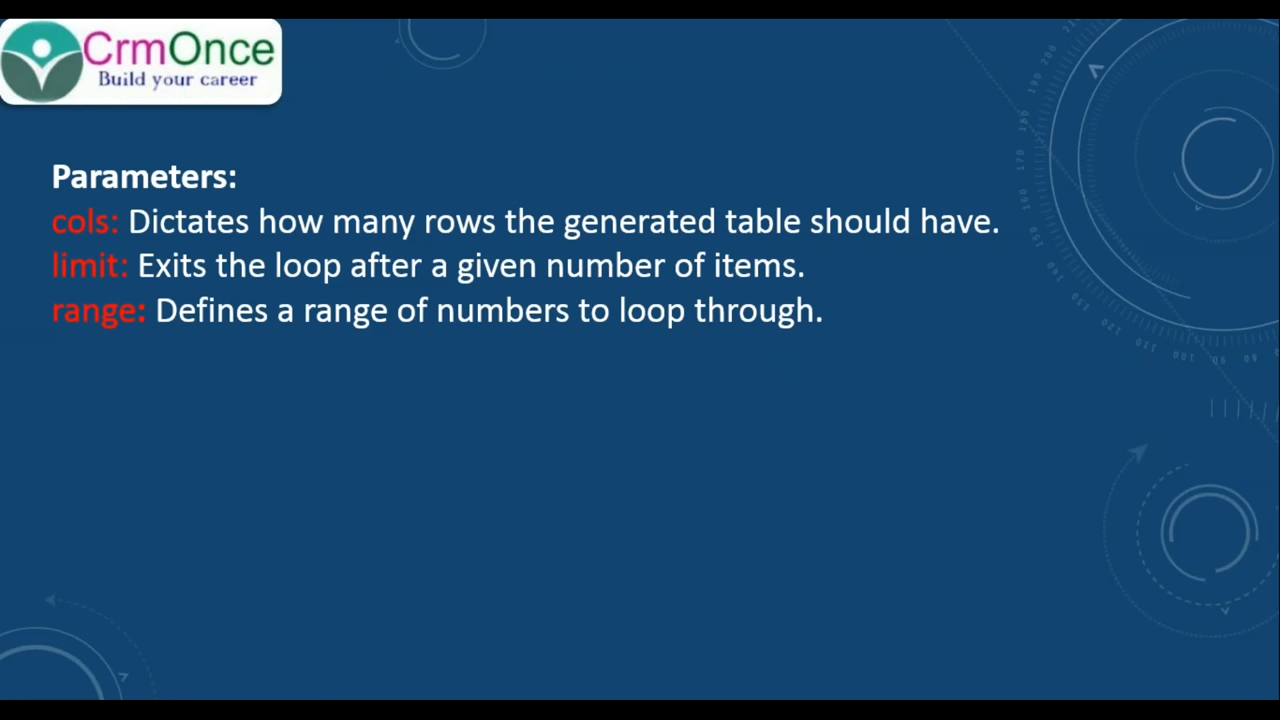 CrmOnce
Build your career
Parameters:
cols: Dictates how many rows the generated table should have.
limit: Exits the loop after a given number of items.
range: Defines a range of numbers to loop through.